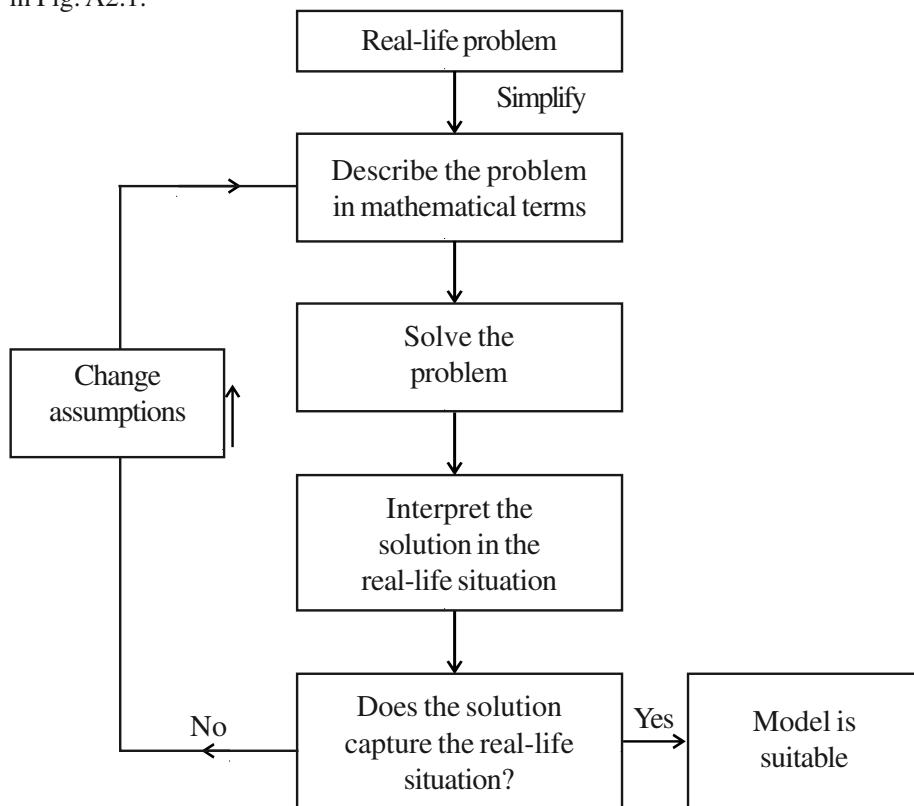 in Fig. A2.1.
Real-life problem
Simplify
Describe the problem
in mathematical terms
Solve the
problem
Change
assumptions
Interpret the
solution in the
real-life situation
Does the solution
capture the real-life
situation?
No
Yes
Model is
suitable